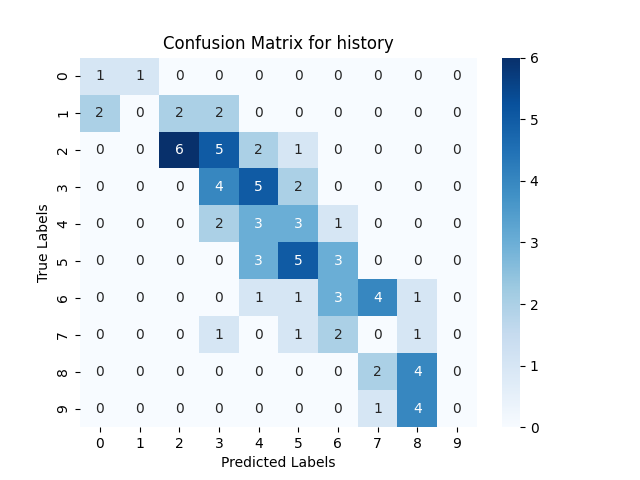 Confusion Matrix for history
0 1 1 0 0 0 0 0 0 0 0
1 2 0 2 2 0 0 0 0 0 0
2 0 0 6 5 2 1 0 0 0 0
3 0 0 0 4 5 2 0 0 0 0
4 0 0 0 2 3 3 1 0 0 0
5 0 0 0 0 3 5 3 0 0 0
6 0 0 0 0 1 1 3 4 1 0
7 0 0 0 1 0 1 2 0 1 0
8 0 0 0 0 0 0 0 2 4 0
9 0 0 0 0 0 0 0 1 4 0
0 1 2 3 4 5 6 7 8 9
Predicted Labels
True Labels
6
5
4
3
2
1
0